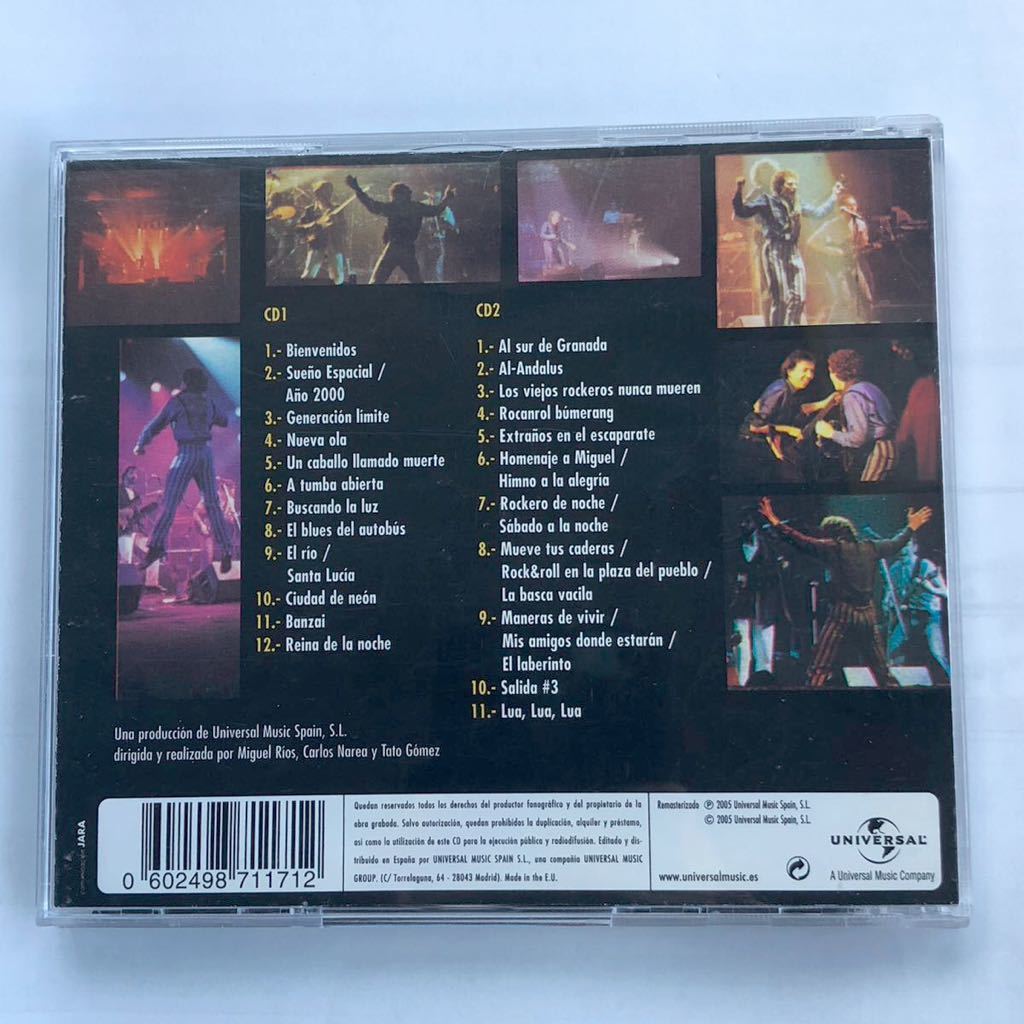 CD1
1.- Bienvenidos
2.- Sueño Espacial /
Año 2000
3.- Generación límite
4.- Nueva ola
5.- Un caballo llamado muerte
6.- A tumba abierta
7.- Buscando la luz
8.- El blues del autobús
9.- El río /
Santa Lucía
10.- Ciudad de neón
11.- Banzai
12.- Reina de la noche
CD2
1.- Al sur de Granada
2.- Al-Andalus
3.- Los viejos rockeros nunca mueren
4.- Rocanrol búmerang
5.- Extraños en el escaparate
6.- Homenaje a Miguel /
Himno a la alegría
7.- Rockero de noche /
Sábado a la noche
8.- Mueve tus caderas /
Rock&roll en la plaza del pueblo /
La basca vacila
9.- Maneras de vivir /
Mis amigos donde estarán /
El laberinto
10.- Salida #3
11.- Lua, Lua, Lua
Una producción de Universal Music Spain, S.L.
dirigida y realizada por Miguel Ríos, Carlos Narea y Tato Gómez
JARA
0 602498 711712
Quedan reservados todos los derechos del productor fonográfico y del propietario de la
obra grabada. Salvo autorización, quedan prohibidos la duplicación, alquiler y préstamo,
así como la utilización de este CD para la ejecución pública y radiodifusión. Editado y dis-
tribuido en España por UNIVERSAL MUSIC SPAIN S.L., una compañía UNIVERSAL MUSIC
GROUP. (C/ Torrelaguna, 64 - 28043 Madrid). Made in the E.U.
Remasterizado ℗ 2005 Universal Music Spain, S.L.
© 2005 Universal Music Spain, S.L.
www.universalmusic.es
UNIVERSAL
A Universal Music Company